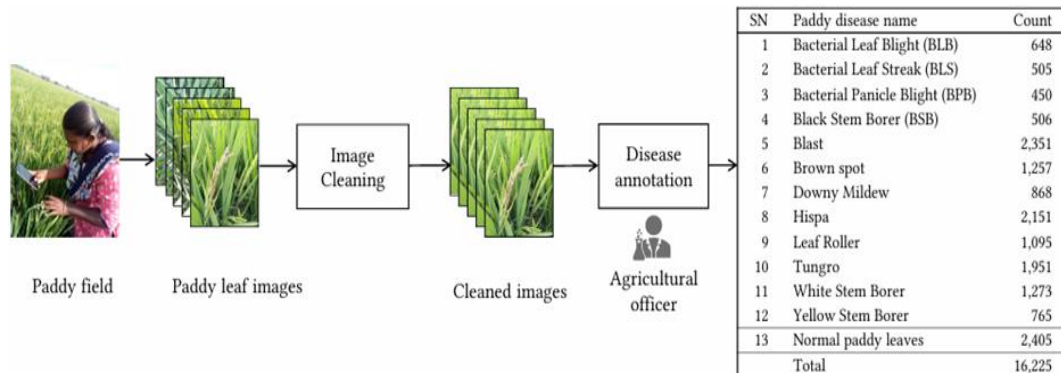 Paddy field
Paddy leaf images
Image
Cleaning
Cleaned images
Disease
annotation
Agricultural
officer
SN Paddy disease name Count
1 Bacterial Leaf Blight (BLB) 648
2 Bacterial Leaf Streak (BLS) 505
3 Bacterial Panicle Blight (BPB) 450
4 Black Stem Borer (BSB) 506
5 Blast 2,351
6 Brown spot 1,257
7 Downy Mildew 868
8 Hispa 2,151
9 Leaf Roller 1,095
10 Tungro 1,951
11 White Stem Borer 1,273
12 Yellow Stem Borer 765
13 Normal paddy leaves 2,405
Total 16,225